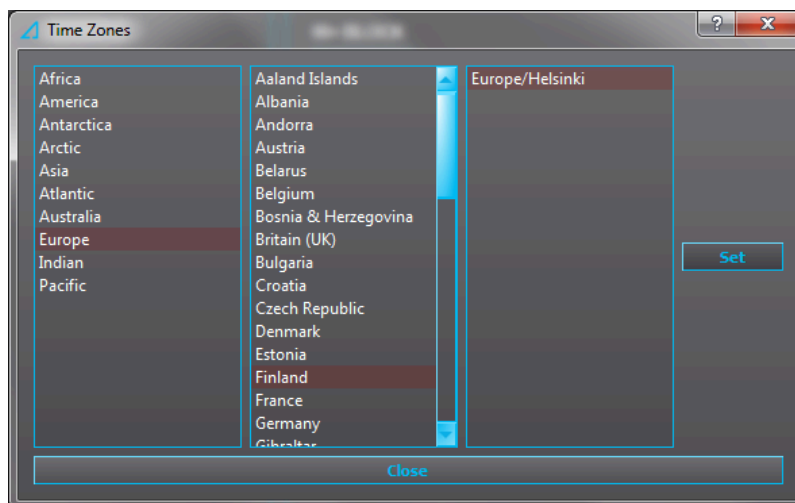 Time Zones
?
Africa
America
Antarctica
Arctic
Asia
Atlantic
Australia
Europe
Indian
Pacific
Aaland Islands
Albania
Andorra
Austria
Belarus
Belgium
Bosnia & Herzegovina
Britain (UK)
Bulgaria
Croatia
Czech Republic
Denmark
Estonia
Finland
France
Germany
Gibraltar
Europe/Helsinki
Set
Close